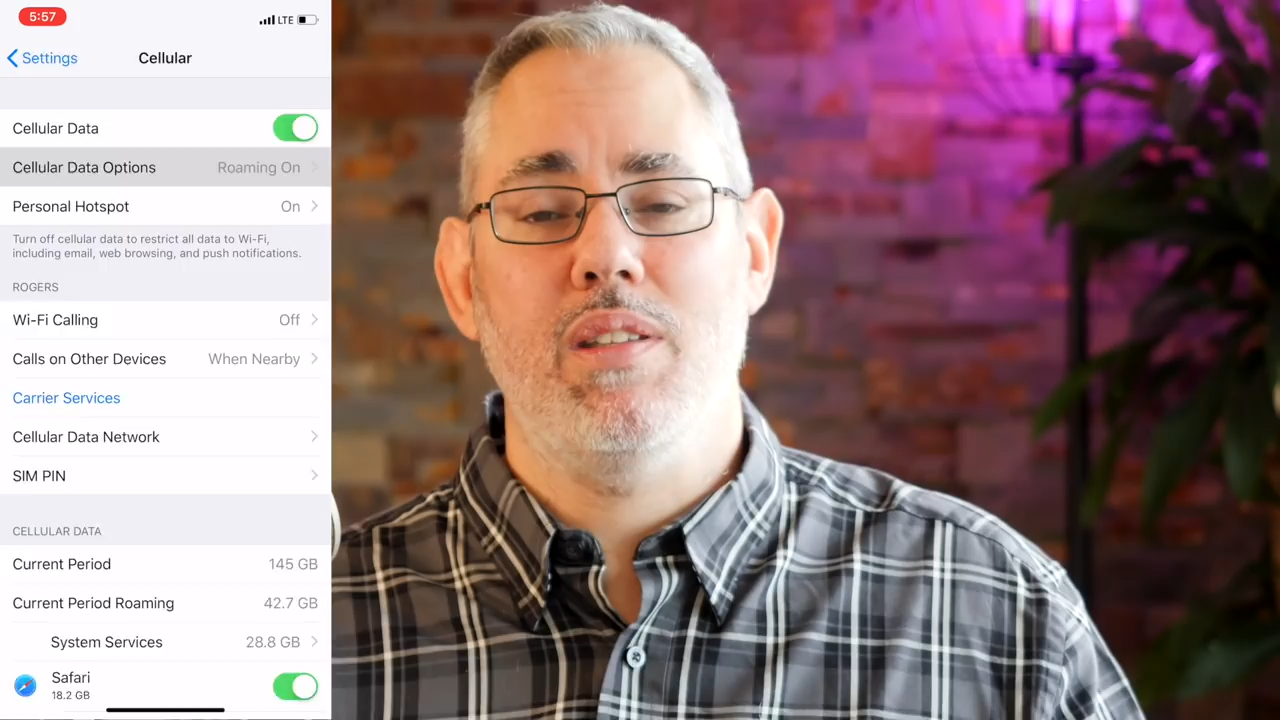 5:57
LTE
Settings
Cellular
Cellular Data
Cellular Data Options Roaming On
Personal Hotspot On
Turn off cellular data to restrict all data to Wi-Fi,
including email, web browsing, and push notifications.
ROGERS
Wi-Fi Calling Off
Calls on Other Devices When Nearby
Carrier Services
Cellular Data Network
SIM PIN
CELLULAR DATA
Current Period 145 GB
Current Period Roaming 42.7 GB
System Services 28.8 GB
Safari
18.2 GB